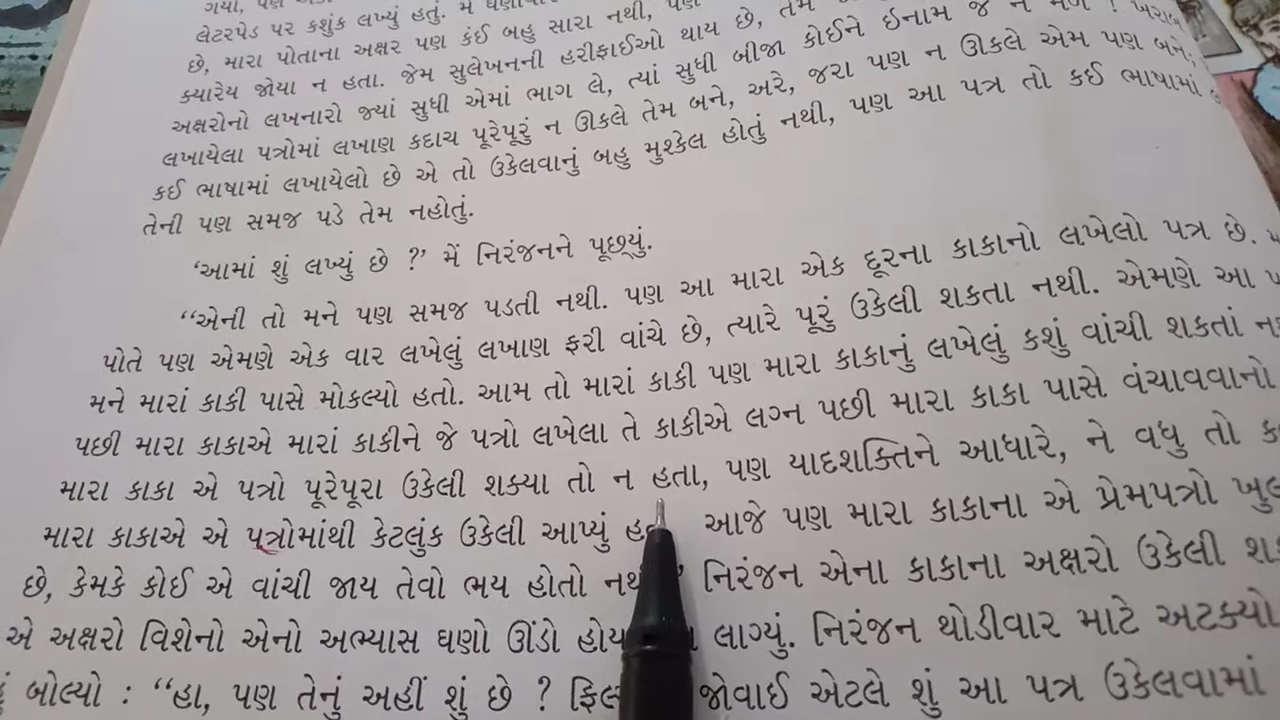 ગયા, પણ
લેટરપેડ પર કશુંક લખ્યું હતું. મેં
છે, મારા પોતાના અક્ષર પણ કંઈ બહુ સારા નથી, પણ
ક્યારેય જોયા ન હતા. જેમ સુલેખનની હરીફાઈઓ થાય છે, તેમ
અક્ષરોનો લખનારો જ્યાં સુધી એમાં ભાગ લે, ત્યાં સુધી બીજા કોઈને ઈનામ જ ન
લખાયેલા પત્રોમાં લખાણ કદાચ પૂરેપૂરું ન ઊકલે તેમ બને, અરે, જરા પણ ન ઊકલે એમ પણ બને,
કઈ ભાષામાં લખાયેલો છે એ તો ઉકેલવાનું બહુ મુશ્કેલ હોતું નથી, પણ આ પત્ર તો કઈ ભાષામાં
તેની પણ સમજ પડે તેમ નહોતું.
‘આમાં શું લખ્યું છે ?’ મેં નિરંજનને પૂછ્યું.
“એની તો મને પણ સમજ પડતી નથી. પણ આ મારા એક દૂરના કાકાનો લખેલો પત્ર છે.
પોતે પણ એમણે એક વાર લખેલું લખાણ ફરી વાંચે છે, ત્યારે પૂરું ઉકેલી શકતા નથી. એમણે આ
મને મારાં કાકી પાસે મોકલ્યો હતો. આમ તો મારાં કાકી પણ મારા કાકાનું લખેલું કશું વાંચી શકતાં
પછી મારા કાકાએ મારાં કાકીને જે પત્રો લખેલા તે કાકીએ લગ્ન પછી મારા કાકા પાસે વંચાવવાનો
મારા કાકા એ પત્રો પૂરેપૂરા ઉકેલી શક્યા તો ન હતા, પણ યાદશક્તિને આધારે, ને વધુ તો
મારા કાકાએ એ પત્રોમાંથી કેટલુંક ઉકેલી આપ્યું આજે પણ મારા કાકાના એ પ્રેમપત્રો
છે, કેમકે કોઈ એ વાંચી જાય તેવો ભય હોતો નિરંજન એના કાકાના અક્ષરો ઉકેલી
એ અક્ષરો વિશેનો એનો અભ્યાસ ઘણો ઊંડો લાગ્યું. નિરંજન થોડીવાર માટે અટક્યો
બોલ્યો : “હા, પણ તેનું અહીં શું છે ? જોવાઈ એટલે શું આ પત્ર ઉકેલવામાં